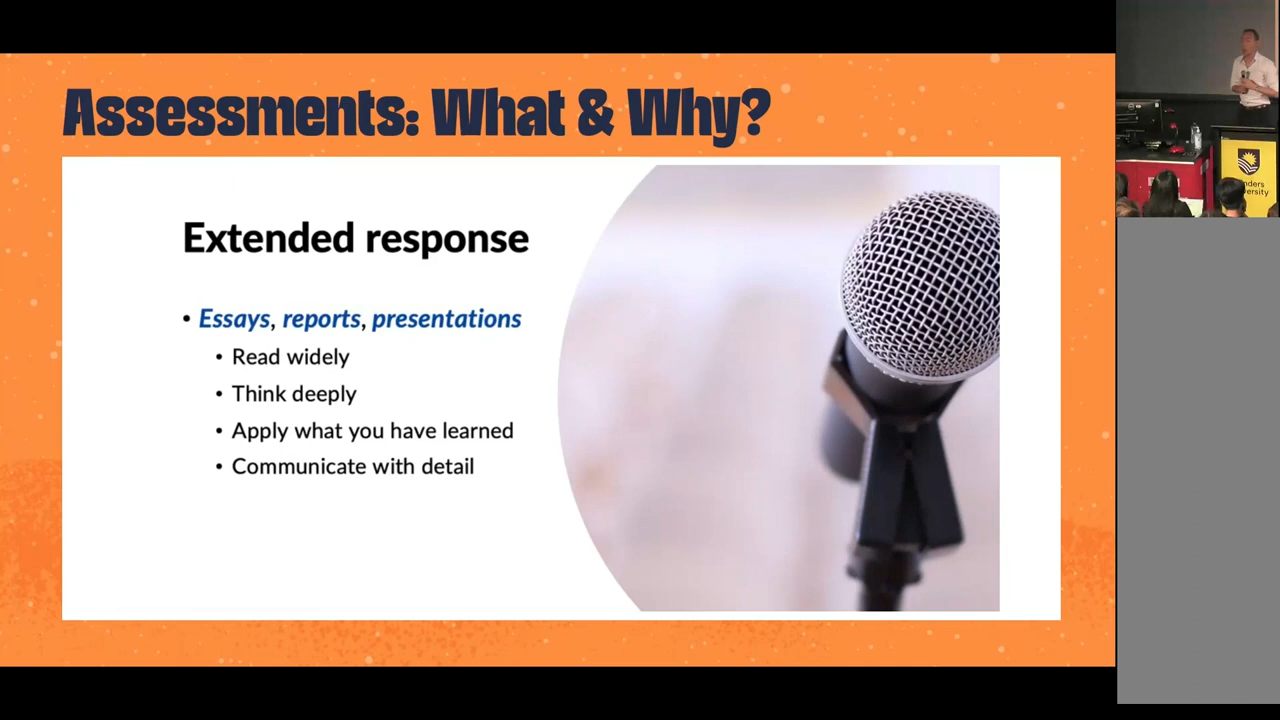 Assessments: What & Why?
Extended response
• Essays, reports, presentations
• Read widely
• Think deeply
• Apply what you have learned
• Communicate with detail